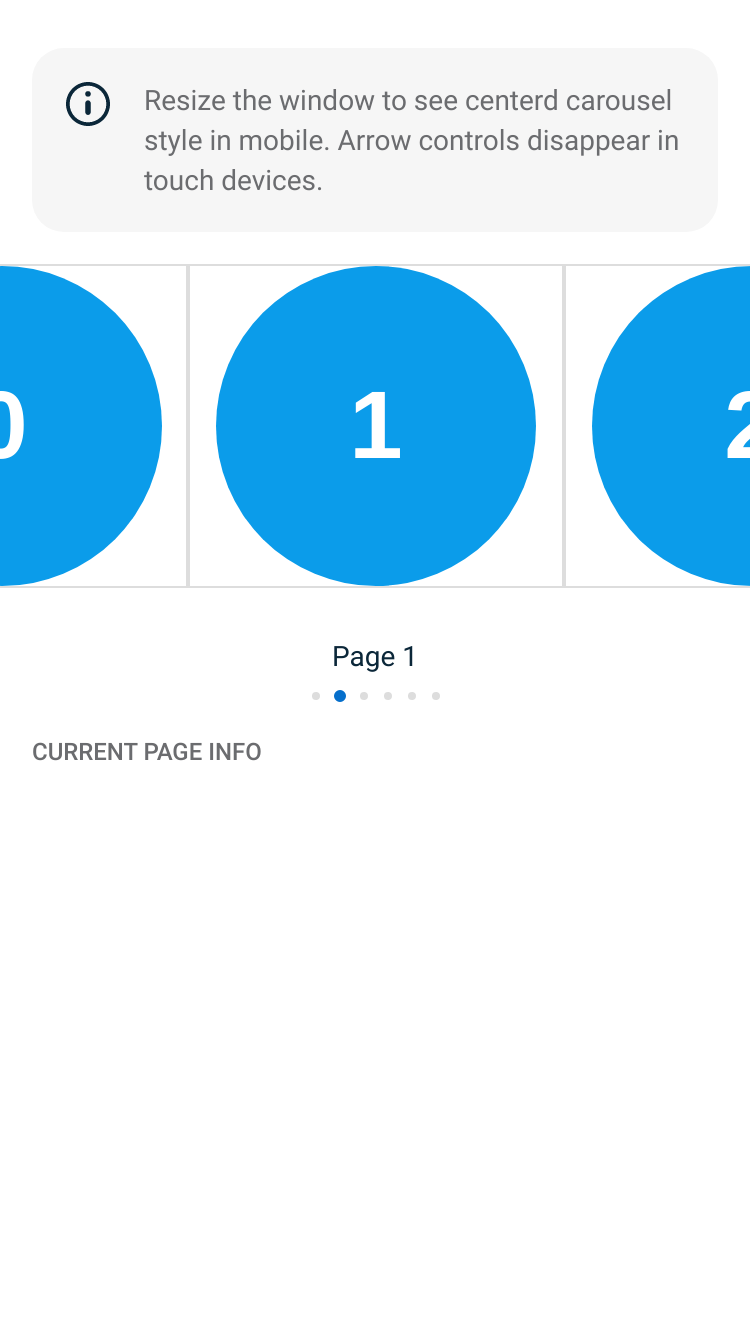 Resize the window to see centerd carousel
style in mobile. Arrow controls disappear in
touch devices.
0 1 2
Page 1
CURRENT PAGE INFO